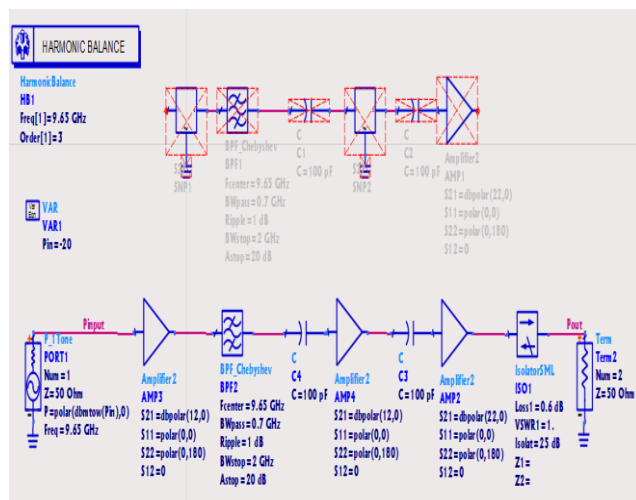 HARMONIC BALANCE
HarmonicBalance
HB1
Freq[1]=9.65 GHz
Order[1]=3
SNP1
BPF_Chebyshev
BPF1
Fcenter=9.65 GHz
BWpass=0.7 GHz
Ripple=1 dB
BWstop=2 GHz
Astop=20 dB
C
C1
C=100 pF
SNP2
C
C2
C=100 pF
Amplifier2
AMP1
S21=dbpolar(22,0)
S11=polar(0,0)
S22=polar(0,180)
S12=0
Var
Eqn
VAR
VAR1
Pin=-20
Pinput
P_1Tone
PORT1
Num=1
Z=50 Ohm
P=polar(dbmtow(Pin),0)
Freq=9.65 GHz
Amplifier2
AMP3
S21=dbpolar(12,0)
S11=polar(0,0)
S22=polar(0,180)
S12=0
BPF_Chebyshev
BPF2
Fcenter=9.65 GHz
BWpass=0.7 GHz
Ripple=1 dB
BWstop=2 GHz
Astop=20 dB
C
C4
C=100 pF
Amplifier2
AMP4
S21=dbpolar(12,0)
S11=polar(0,0)
S22=polar(0,180)
S12=0
C
C3
C=100 pF
Amplifier2
AMP2
S21=dbpolar(22,0)
S11=polar(0,0)
S22=polar(0,180)
S12=0
IsolatorSML
ISO1
Loss1=0.6 dB
VSWR1=1.
Isolat=25 dB
Z1=
Z2=
Pout
Term
Term2
Num=2
Z=50 Ohm